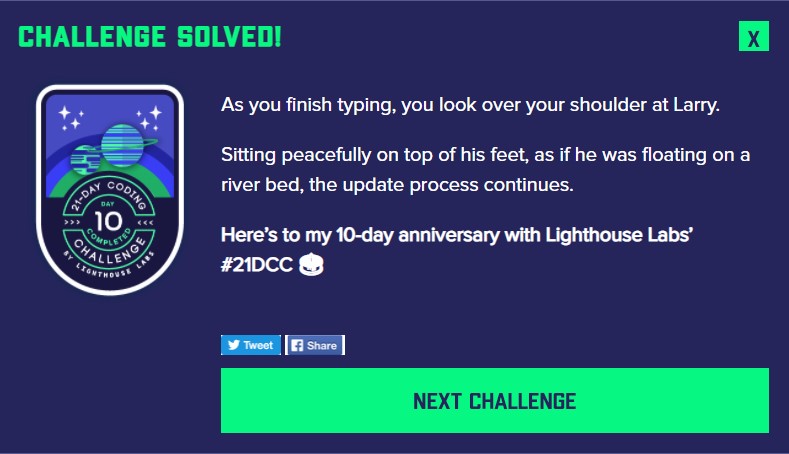 CHALLENGE SOLVED!
X
As you finish typing, you look over your shoulder at Larry.
Sitting peacefully on top of his feet, as if he was floating on a
river bed, the update process continues.
Here's to my 10-day anniversary with Lighthouse Labs'
#21DCC
21-DAY CODING
DAY
>>> 10 <<<
COMPLETED
CHALLENGE
BY LIGHTHOUSE LABS
Tweet Share
NEXT CHALLENGE